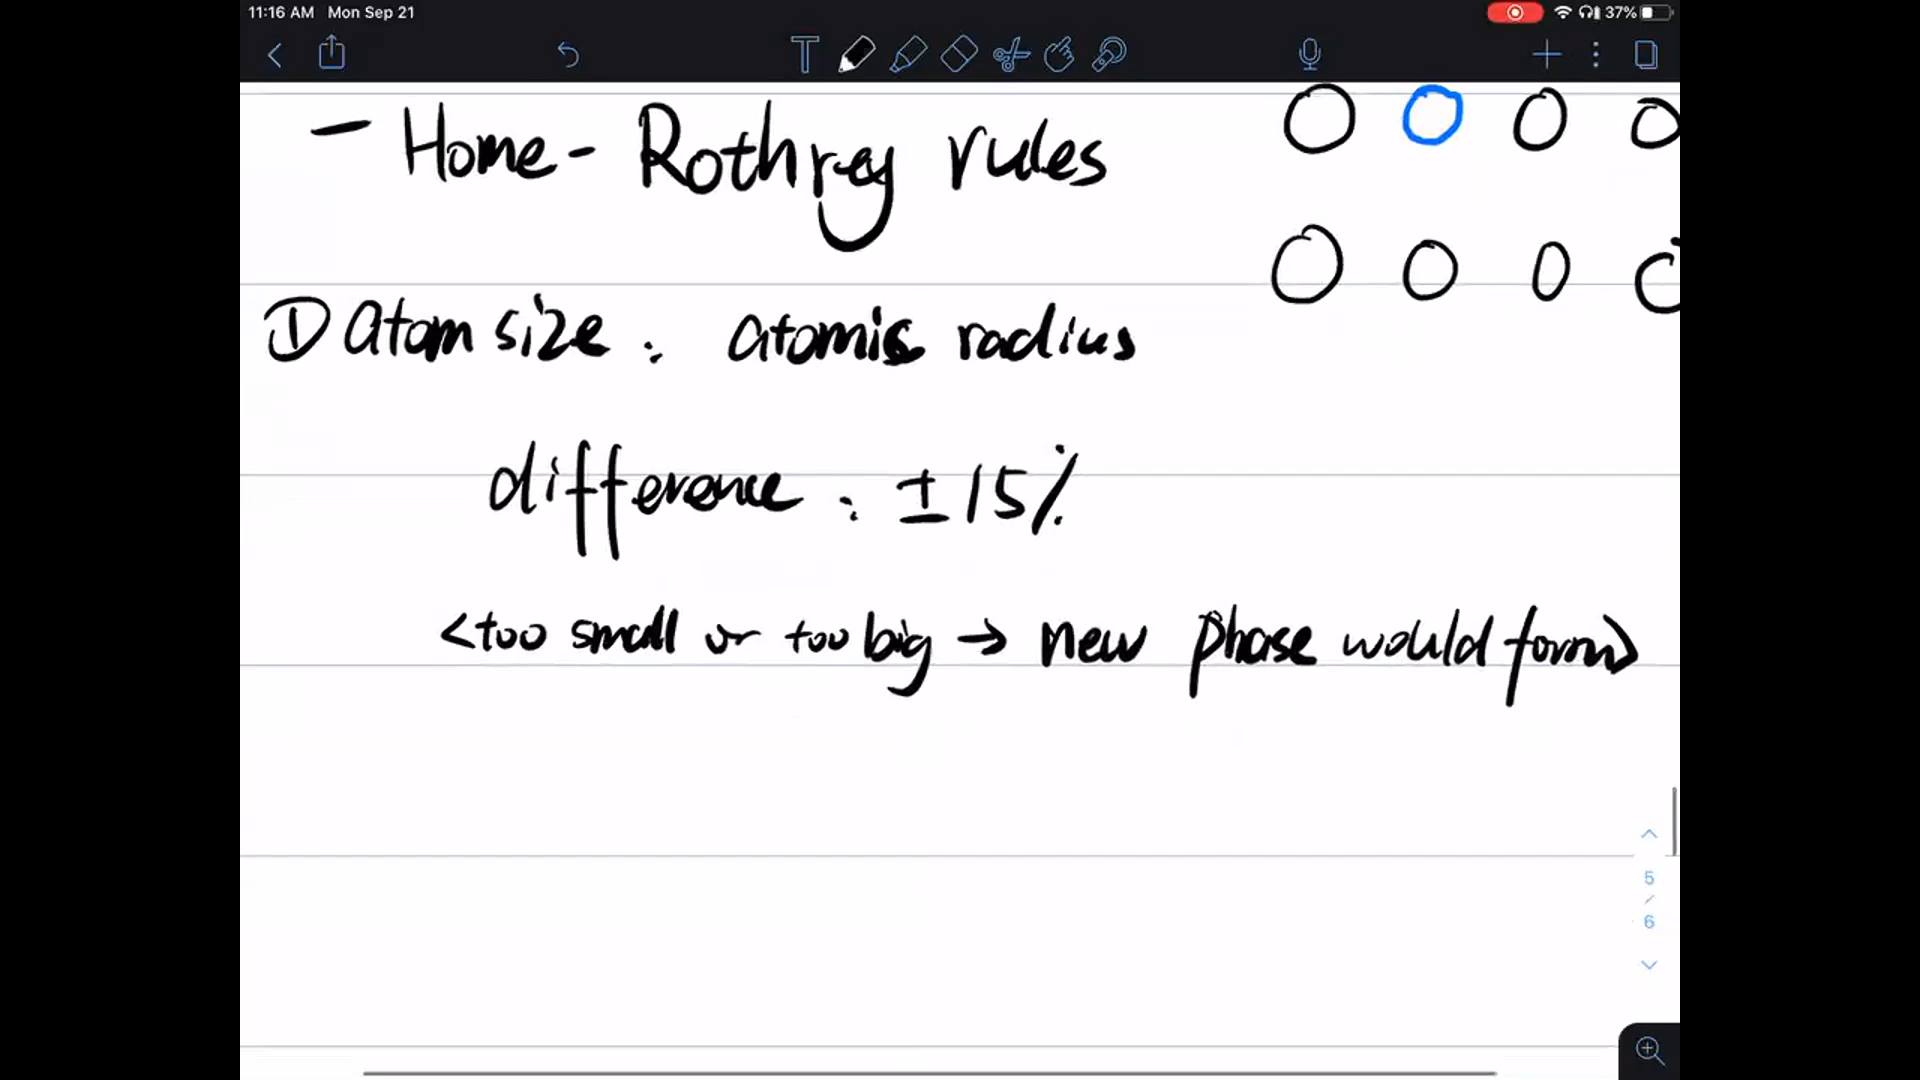 11:16 AM Mon Sep 21
37%
T
- Home - Rothrey rules
① Atom size : atomic radius
difference : ±15%
<too small or too big → new phase would form>
5
/
6